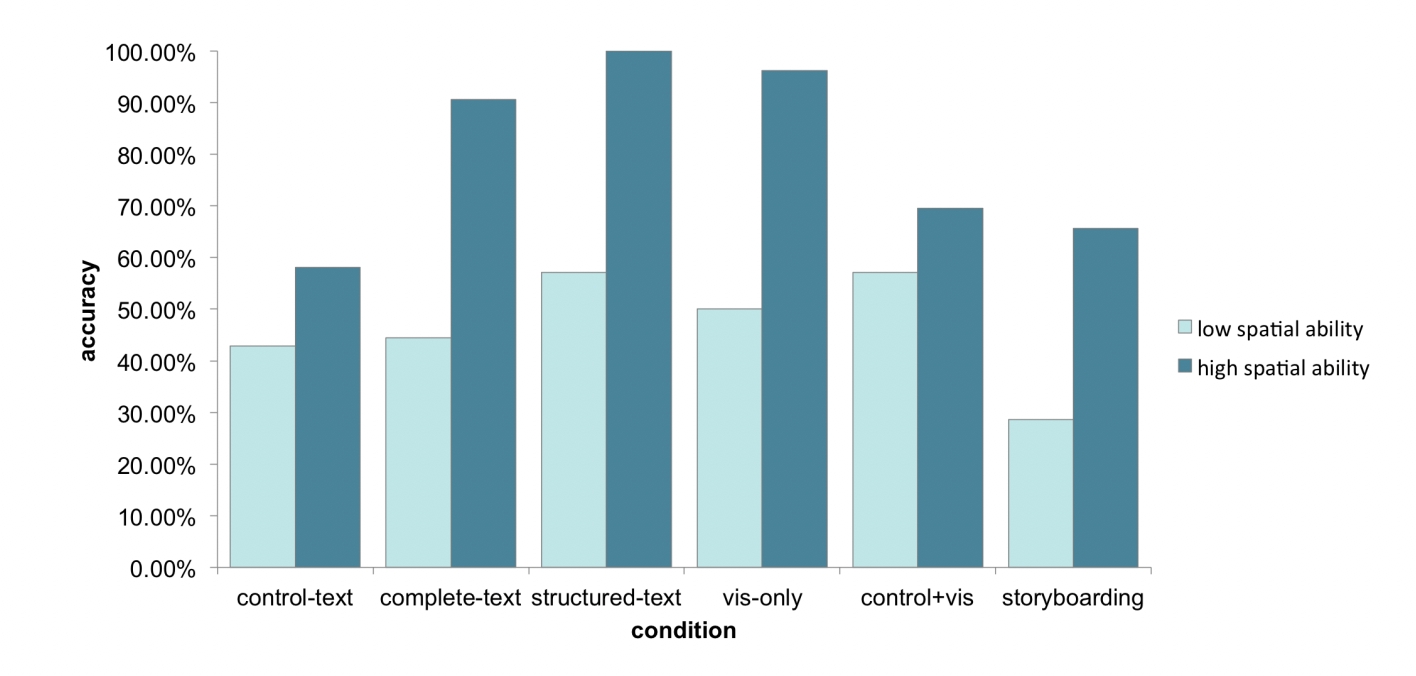 100.00%
90.00%
80.00%
70.00%
60.00%
50.00%
40.00%
30.00%
20.00%
10.00%
0.00%
accuracy
control-text complete-text structured-text vis-only control+vis storyboarding
condition
low spatial ability
high spatial ability